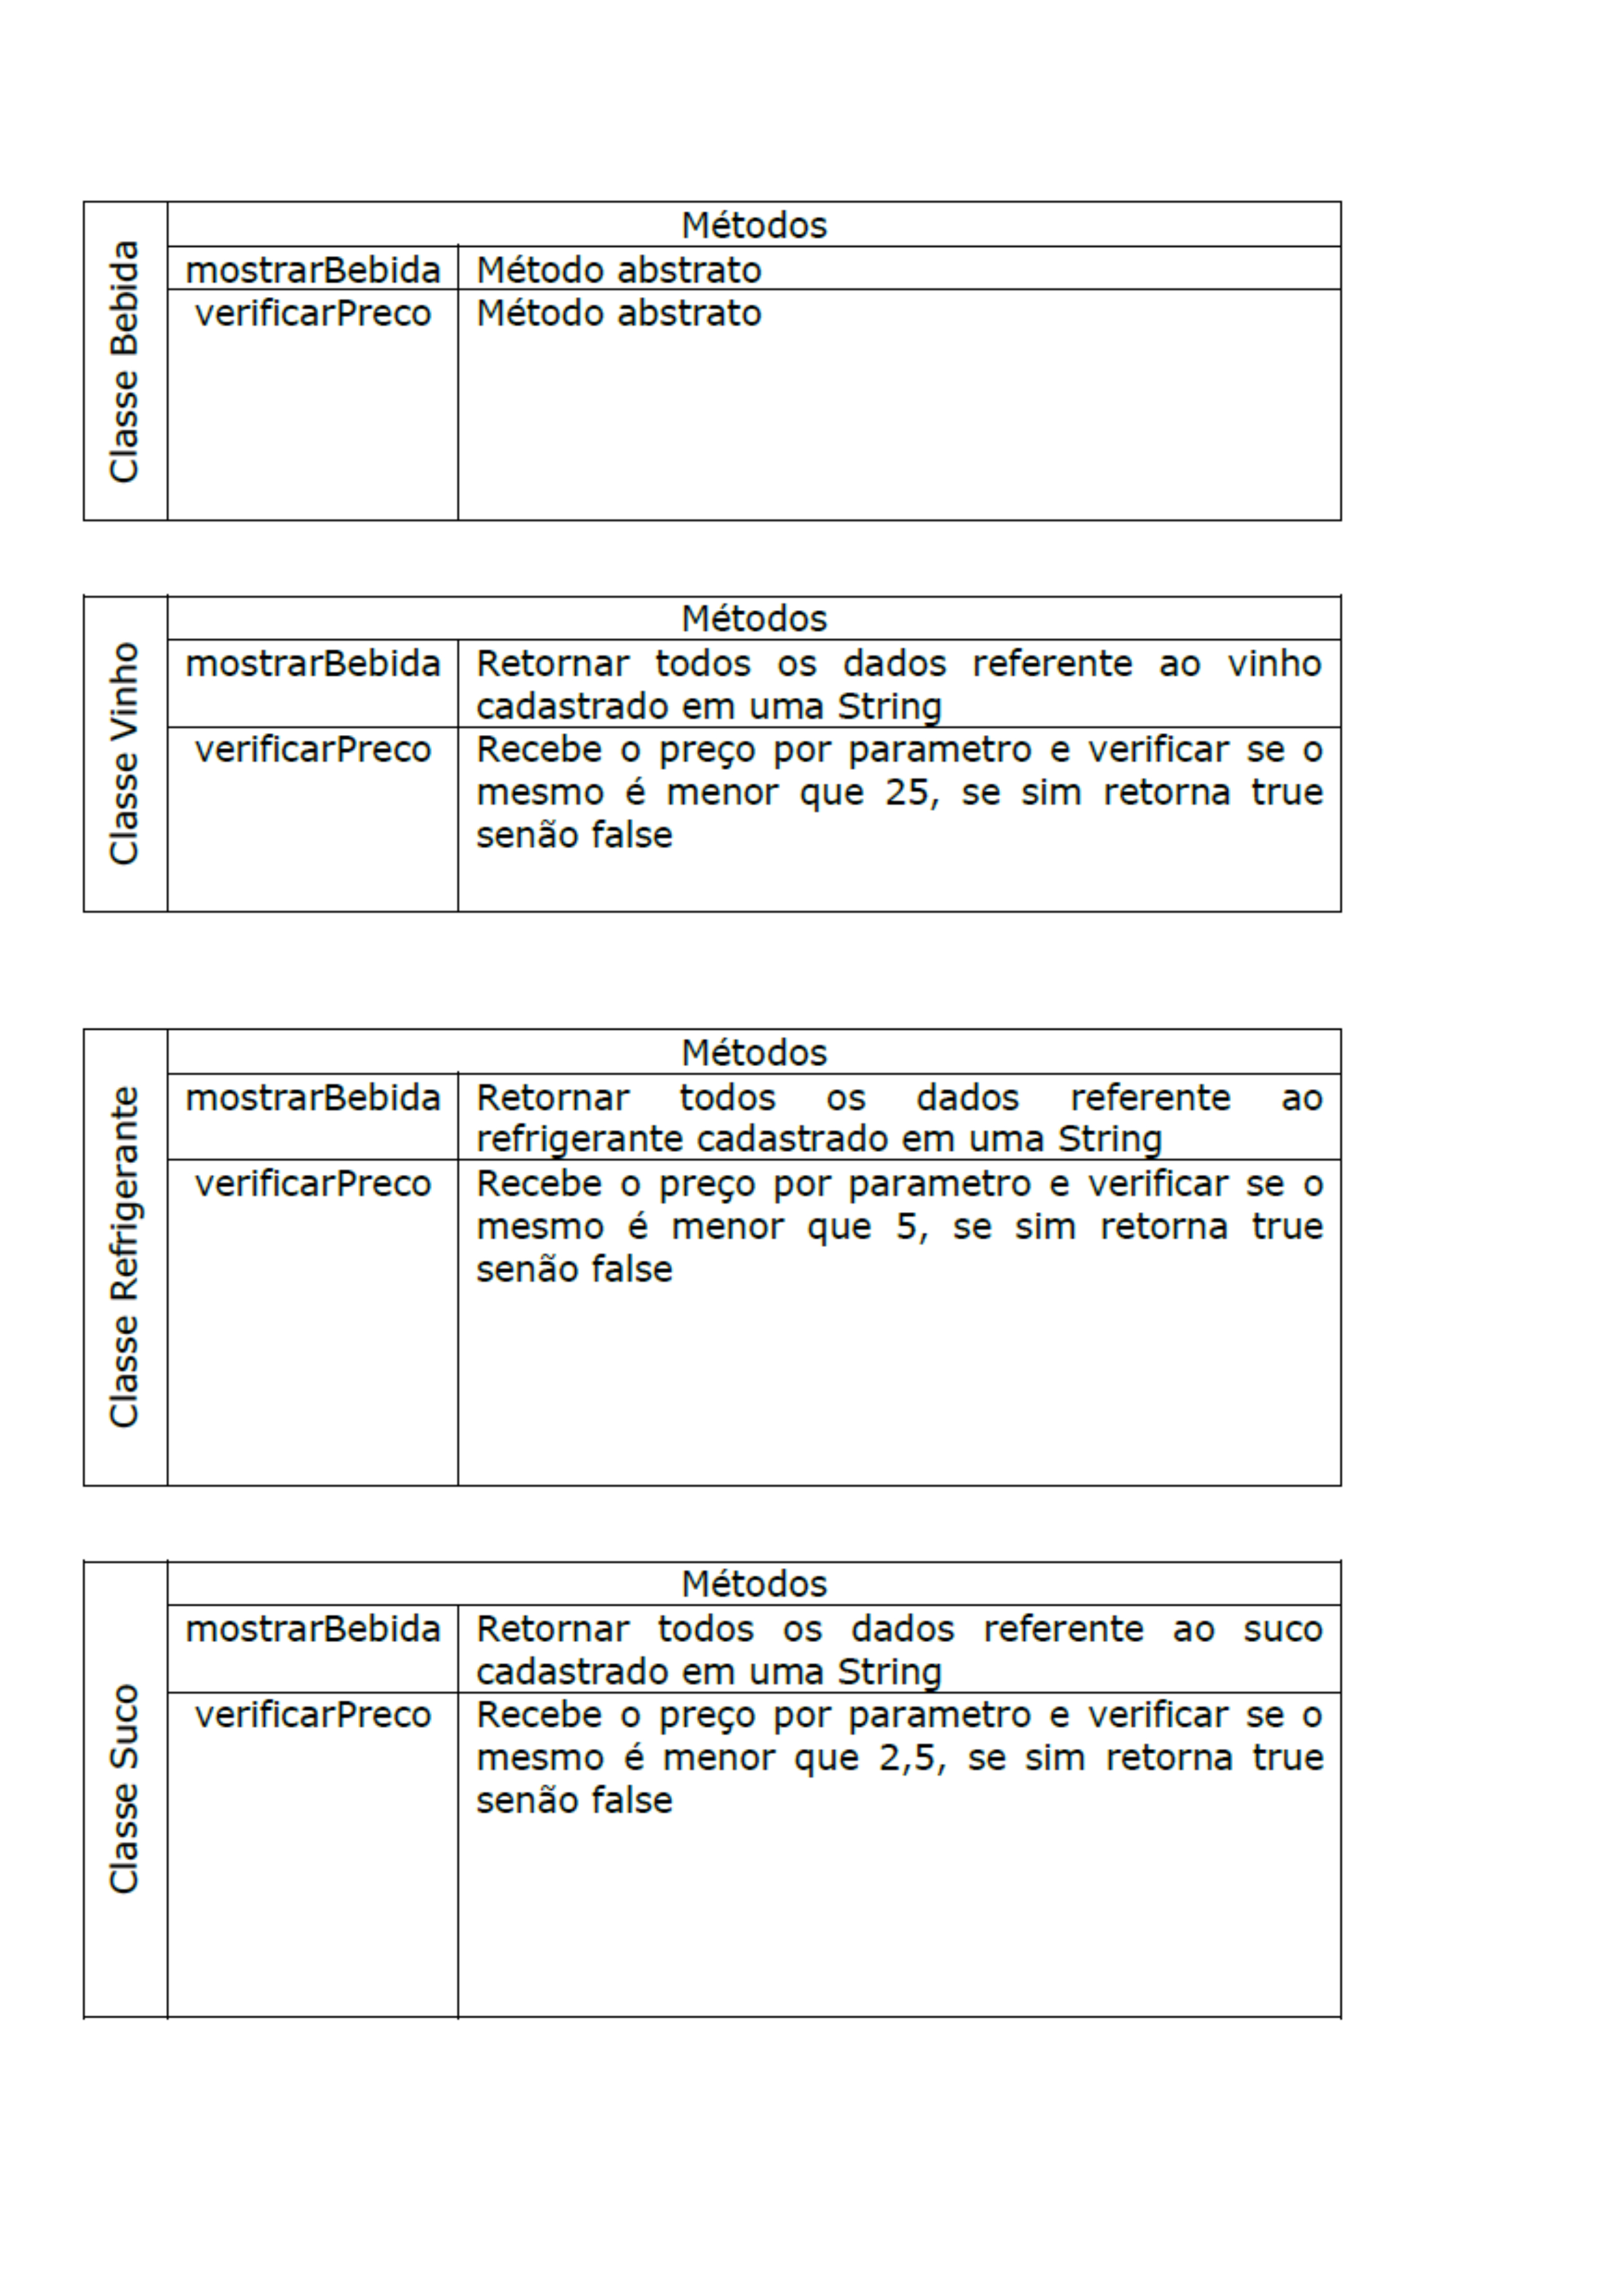 Classe Bebida
Métodos
mostrarBebida Método abstrato
verificarPreco Método abstrato
Classe Vinho
Métodos
mostrarBebida Retornar todos os dados referente ao vinho
cadastrado em uma String
verificarPreco Recebe o preço por parametro e verificar se o
mesmo é menor que 25, se sim retorna true
senão false
Classe Refrigerante
Métodos
mostrarBebida Retornar todos os dados referente ao
refrigerante cadastrado em uma String
verificarPreco Recebe o preço por parametro e verificar se o
mesmo é menor que 5, se sim retorna true
senão false
Classe Suco
Métodos
mostrarBebida Retornar todos os dados referente ao suco
cadastrado em uma String
verificarPreco Recebe o preço por parametro e verificar se o
mesmo é menor que 2,5, se sim retorna true
senão false